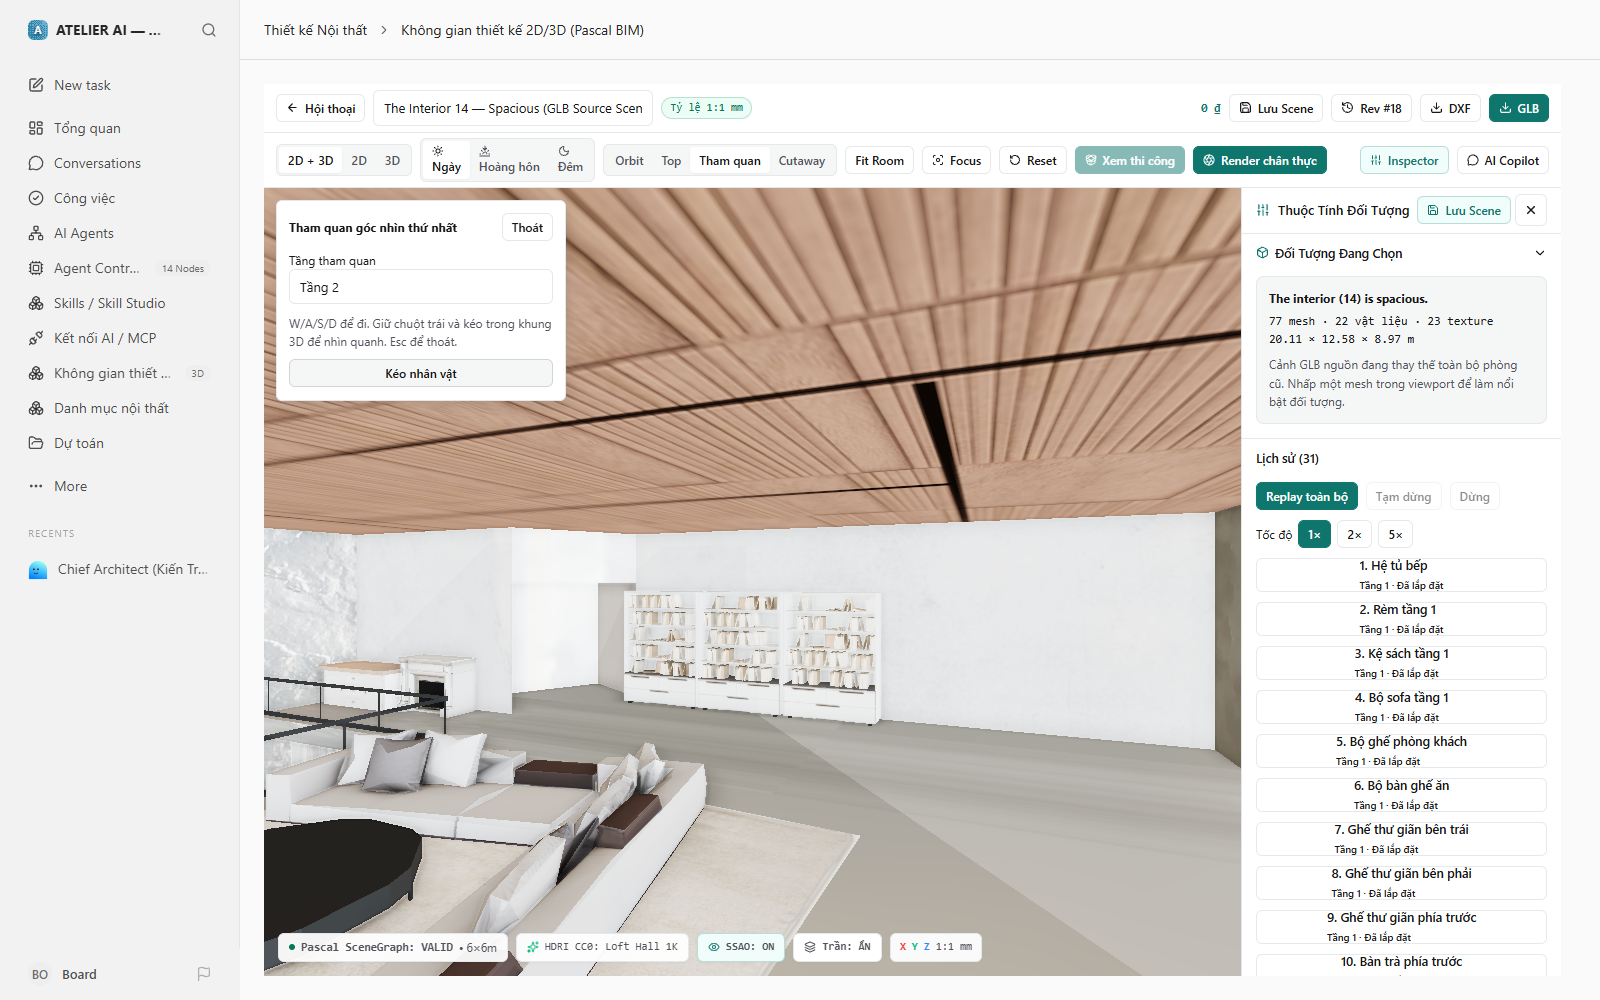 ATELIER AI — ...
New task
Tổng quan
Conversations
Công việc
AI Agents
Agent Contr... 14 Nodes
Skills / Skill Studio
Kết nối AI / MCP
Không gian thiết ... 3D
Danh mục nội thất
Dự toán
More
RECENTS
Chief Architect (Kiến Tr...
BO Board
Thiết kế Nội thất > Không gian thiết kế 2D/3D (Pascal BIM)
Hội thoại The Interior 14 — Spacious (GLB Source Scen Tỷ lệ 1:1 mm 0 ₫ Lưu Scene Rev #18 DXF GLB
2D + 3D 2D 3D Ngày Hoàng hôn Đêm Orbit Top Tham quan Cutaway Fit Room Focus Reset Xem thi công Render chân thực Inspector AI Copilot
Tham quan góc nhìn thứ nhất Thoát
Tầng tham quan
Tầng 2
W/A/S/D để đi. Giữ chuột trái và kéo trong khung
3D để nhìn quanh. Esc để thoát.
Kéo nhân vật
Pascal SceneGraph: VALID • 6×6m HDRI CC0: Loft Hall 1K SSAO: ON Trần: ẨN X Y Z 1:1 mm
Thuộc Tính Đối Tượng Lưu Scene
Đối Tượng Đang Chọn
The interior (14) is spacious.
77 mesh · 22 vật liệu · 23 texture
20.11 × 12.58 × 8.97 m
Cảnh GLB nguồn đang thay thế toàn bộ phòng
cũ. Nhấp một mesh trong viewport để làm nổi
bật đối tượng.
Lịch sử (31)
Replay toàn bộ Tạm dừng Dừng
Tốc độ 1× 2× 5×
1. Hệ tủ bếp
Tầng 1 · Đã lắp đặt
2. Rèm tầng 1
Tầng 1 · Đã lắp đặt
3. Kệ sách tầng 1
Tầng 1 · Đã lắp đặt
4. Bộ sofa tầng 1
Tầng 1 · Đã lắp đặt
5. Bộ ghế phòng khách
Tầng 1 · Đã lắp đặt
6. Bộ bàn ghế ăn
Tầng 1 · Đã lắp đặt
7. Ghế thư giãn bên trái
Tầng 1 · Đã lắp đặt
8. Ghế thư giãn bên phải
Tầng 1 · Đã lắp đặt
9. Ghế thư giãn phía trước
Tầng 1 · Đã lắp đặt
10. Bàn trà phía trước